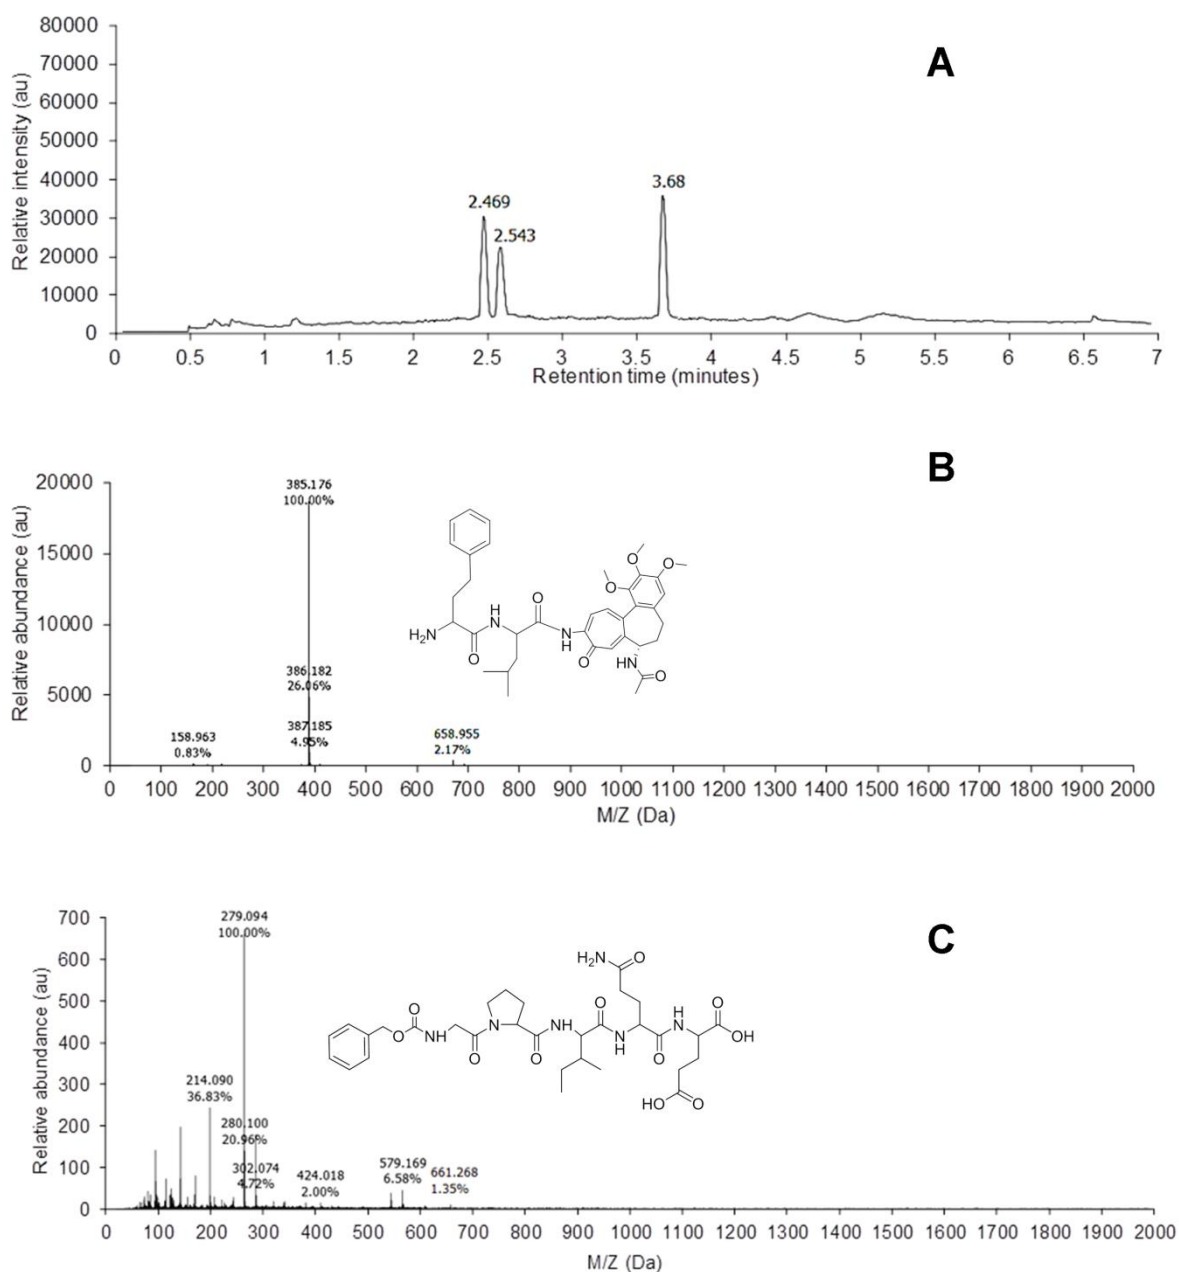 A
Relative intensity (au)
80000
70000
60000
50000
40000
30000
20000
10000
0
2.469
2.543
3.68
0 0.5 1 1.5 2 2.5 3 3.5 4 4.5 5 5.5 6 6.5 7
Retention time (minutes)
B
Relative abundance (au)
20000
15000
10000
5000
0
385.176
100.00%
386.182
26.06%
387.185
4.95%
158.963
0.83%
658.955
2.17%
H2N
O
H
N
O
N
H
O
O
O
O
HN
O
0 100 200 300 400 500 600 700 800 900 1000 1100 1200 1300 1400 1500 1600 1700 1800 1900 2000
M/Z (Da)
C
Relative abundance (au)
700
600
500
400
300
200
100
0
279.094
100.00%
214.090
36.83%
280.100
20.96%
302.074
4.72%
424.018
2.00%
579.169
6.58%
661.268
1.35%
H2N
O
O
O
NH
O
N
O
NH
O
N
H
O
H
N
O
OH
HO
O
0 100 200 300 400 500 600 700 800 900 1000 1100 1200 1300 1400 1500 1600 1700 1800 1900 2000
M/Z (Da)